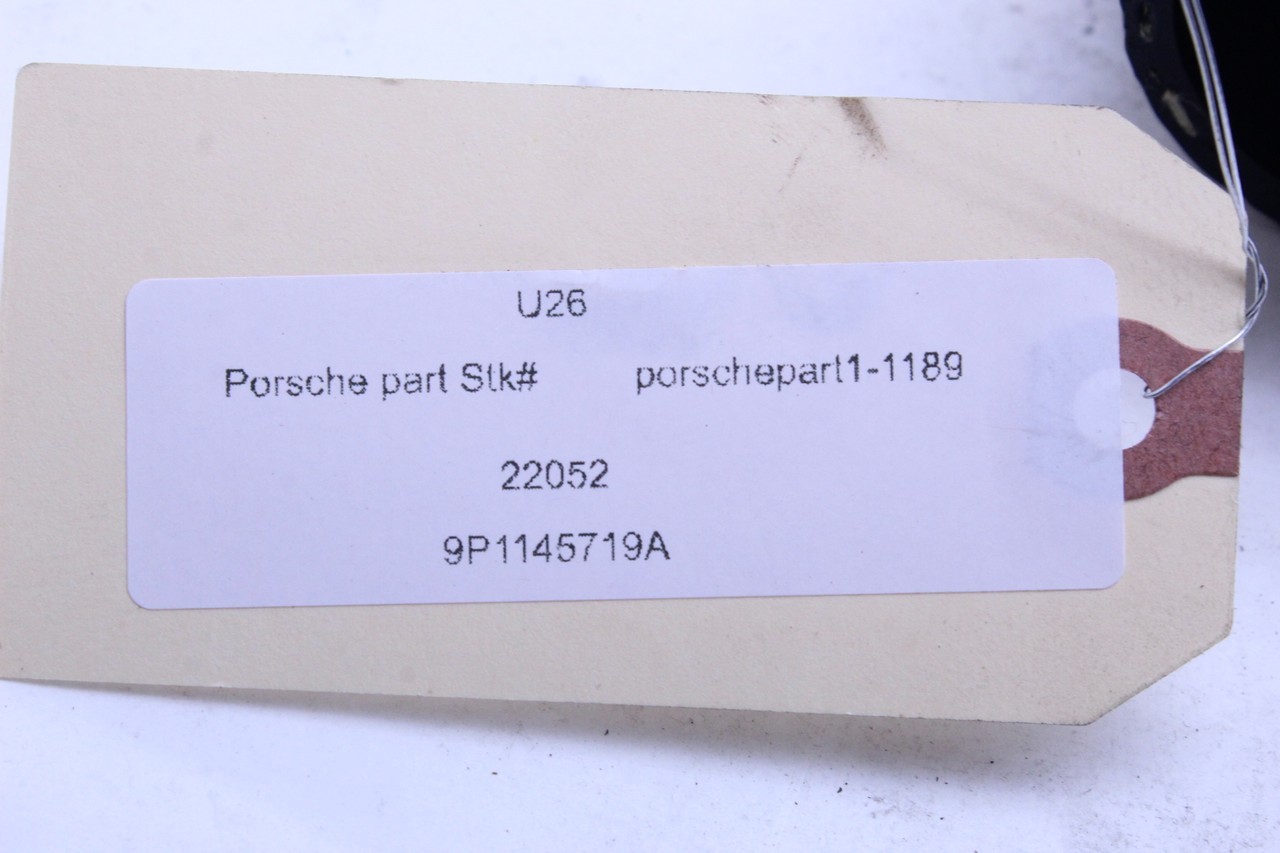 U26
Porsche part Stk# porschepart1-1189
22052
9P1145719A